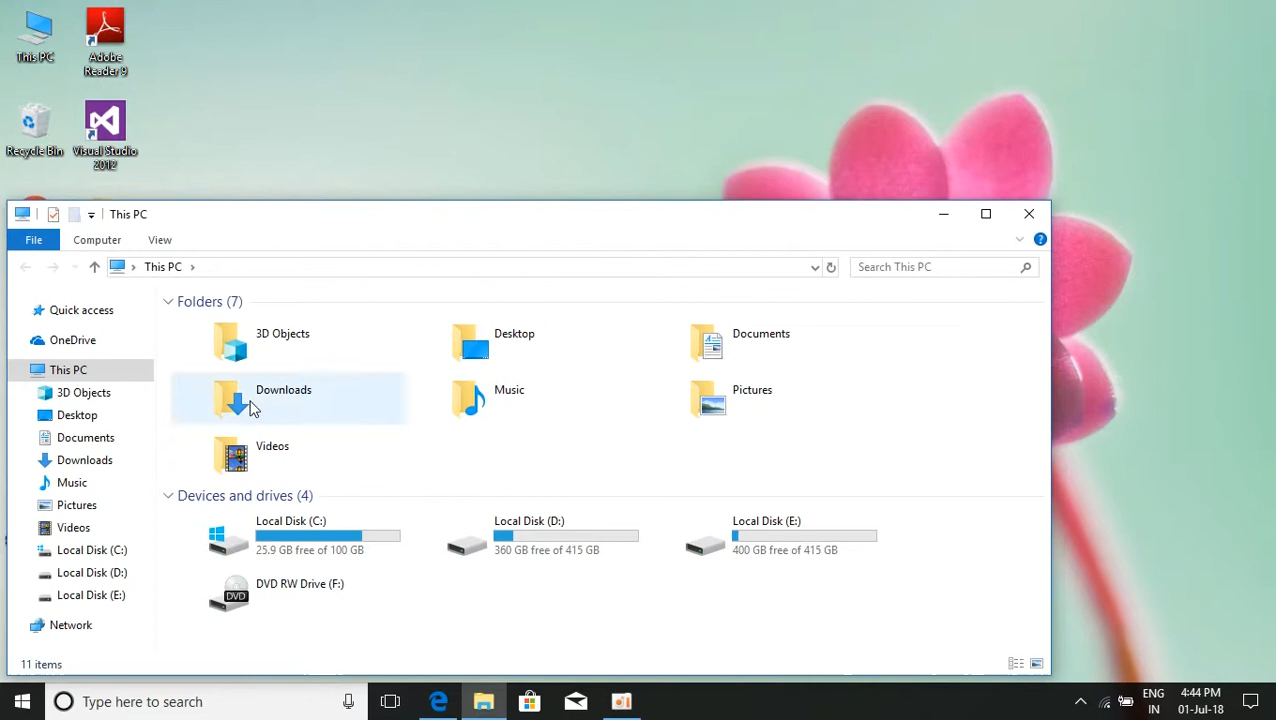 This PC
Adobe
Reader 9
Recycle Bin
Visual Studio
2012
This PC
File Computer View
This PC
Search This PC
Quick access
OneDrive
This PC
3D Objects
Desktop
Documents
Downloads
Music
Pictures
Videos
Local Disk (C:)
Local Disk (D:)
Local Disk (E:)
Network
Folders (7)
3D Objects
Desktop
Documents
Downloads
Music
Pictures
Videos
Devices and drives (4)
Local Disk (C:)
25.9 GB free of 100 GB
Local Disk (D:)
360 GB free of 415 GB
Local Disk (E:)
400 GB free of 415 GB
DVD RW Drive (F:)
DVD
11 items
Type here to search
ENG
IN
4:44 PM
01-Jul-18